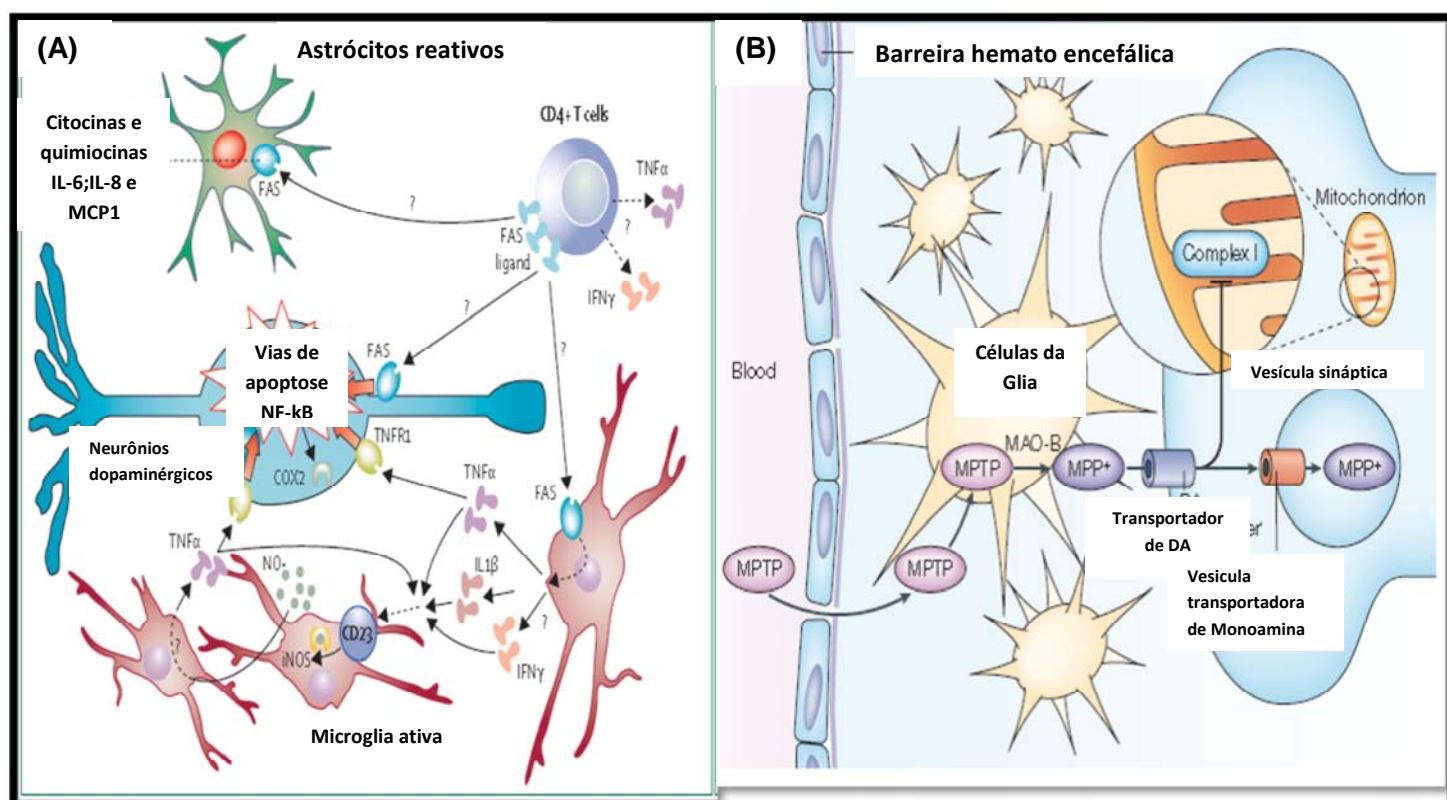 (A)
Astrócitos reativos
Citocinas e
quimiocinas
IL-6;IL-8 e
MCP1
FAS
CD4+ T cells
TNFα
?
?
FAS
ligand
IFNγ
?
?
Vias de
apoptose
NF-kB
FAS
Neurônios
dopaminérgicos
COX2
TNFR1
TNFα
FAS
TNFα
NO•
IL1β
CD23
iNOS
?
?
IFNγ
Microglia ativa
(B)
Barreira hemato encefálica
Mitochondrion
Complex I
Blood
Células da
Glia
Vesícula sináptica
MAO-B
MPTP
MPP+
MPP+
MPTP
MPTP
Transportador
de DA
Vesicula
transportadora
de Monoamina